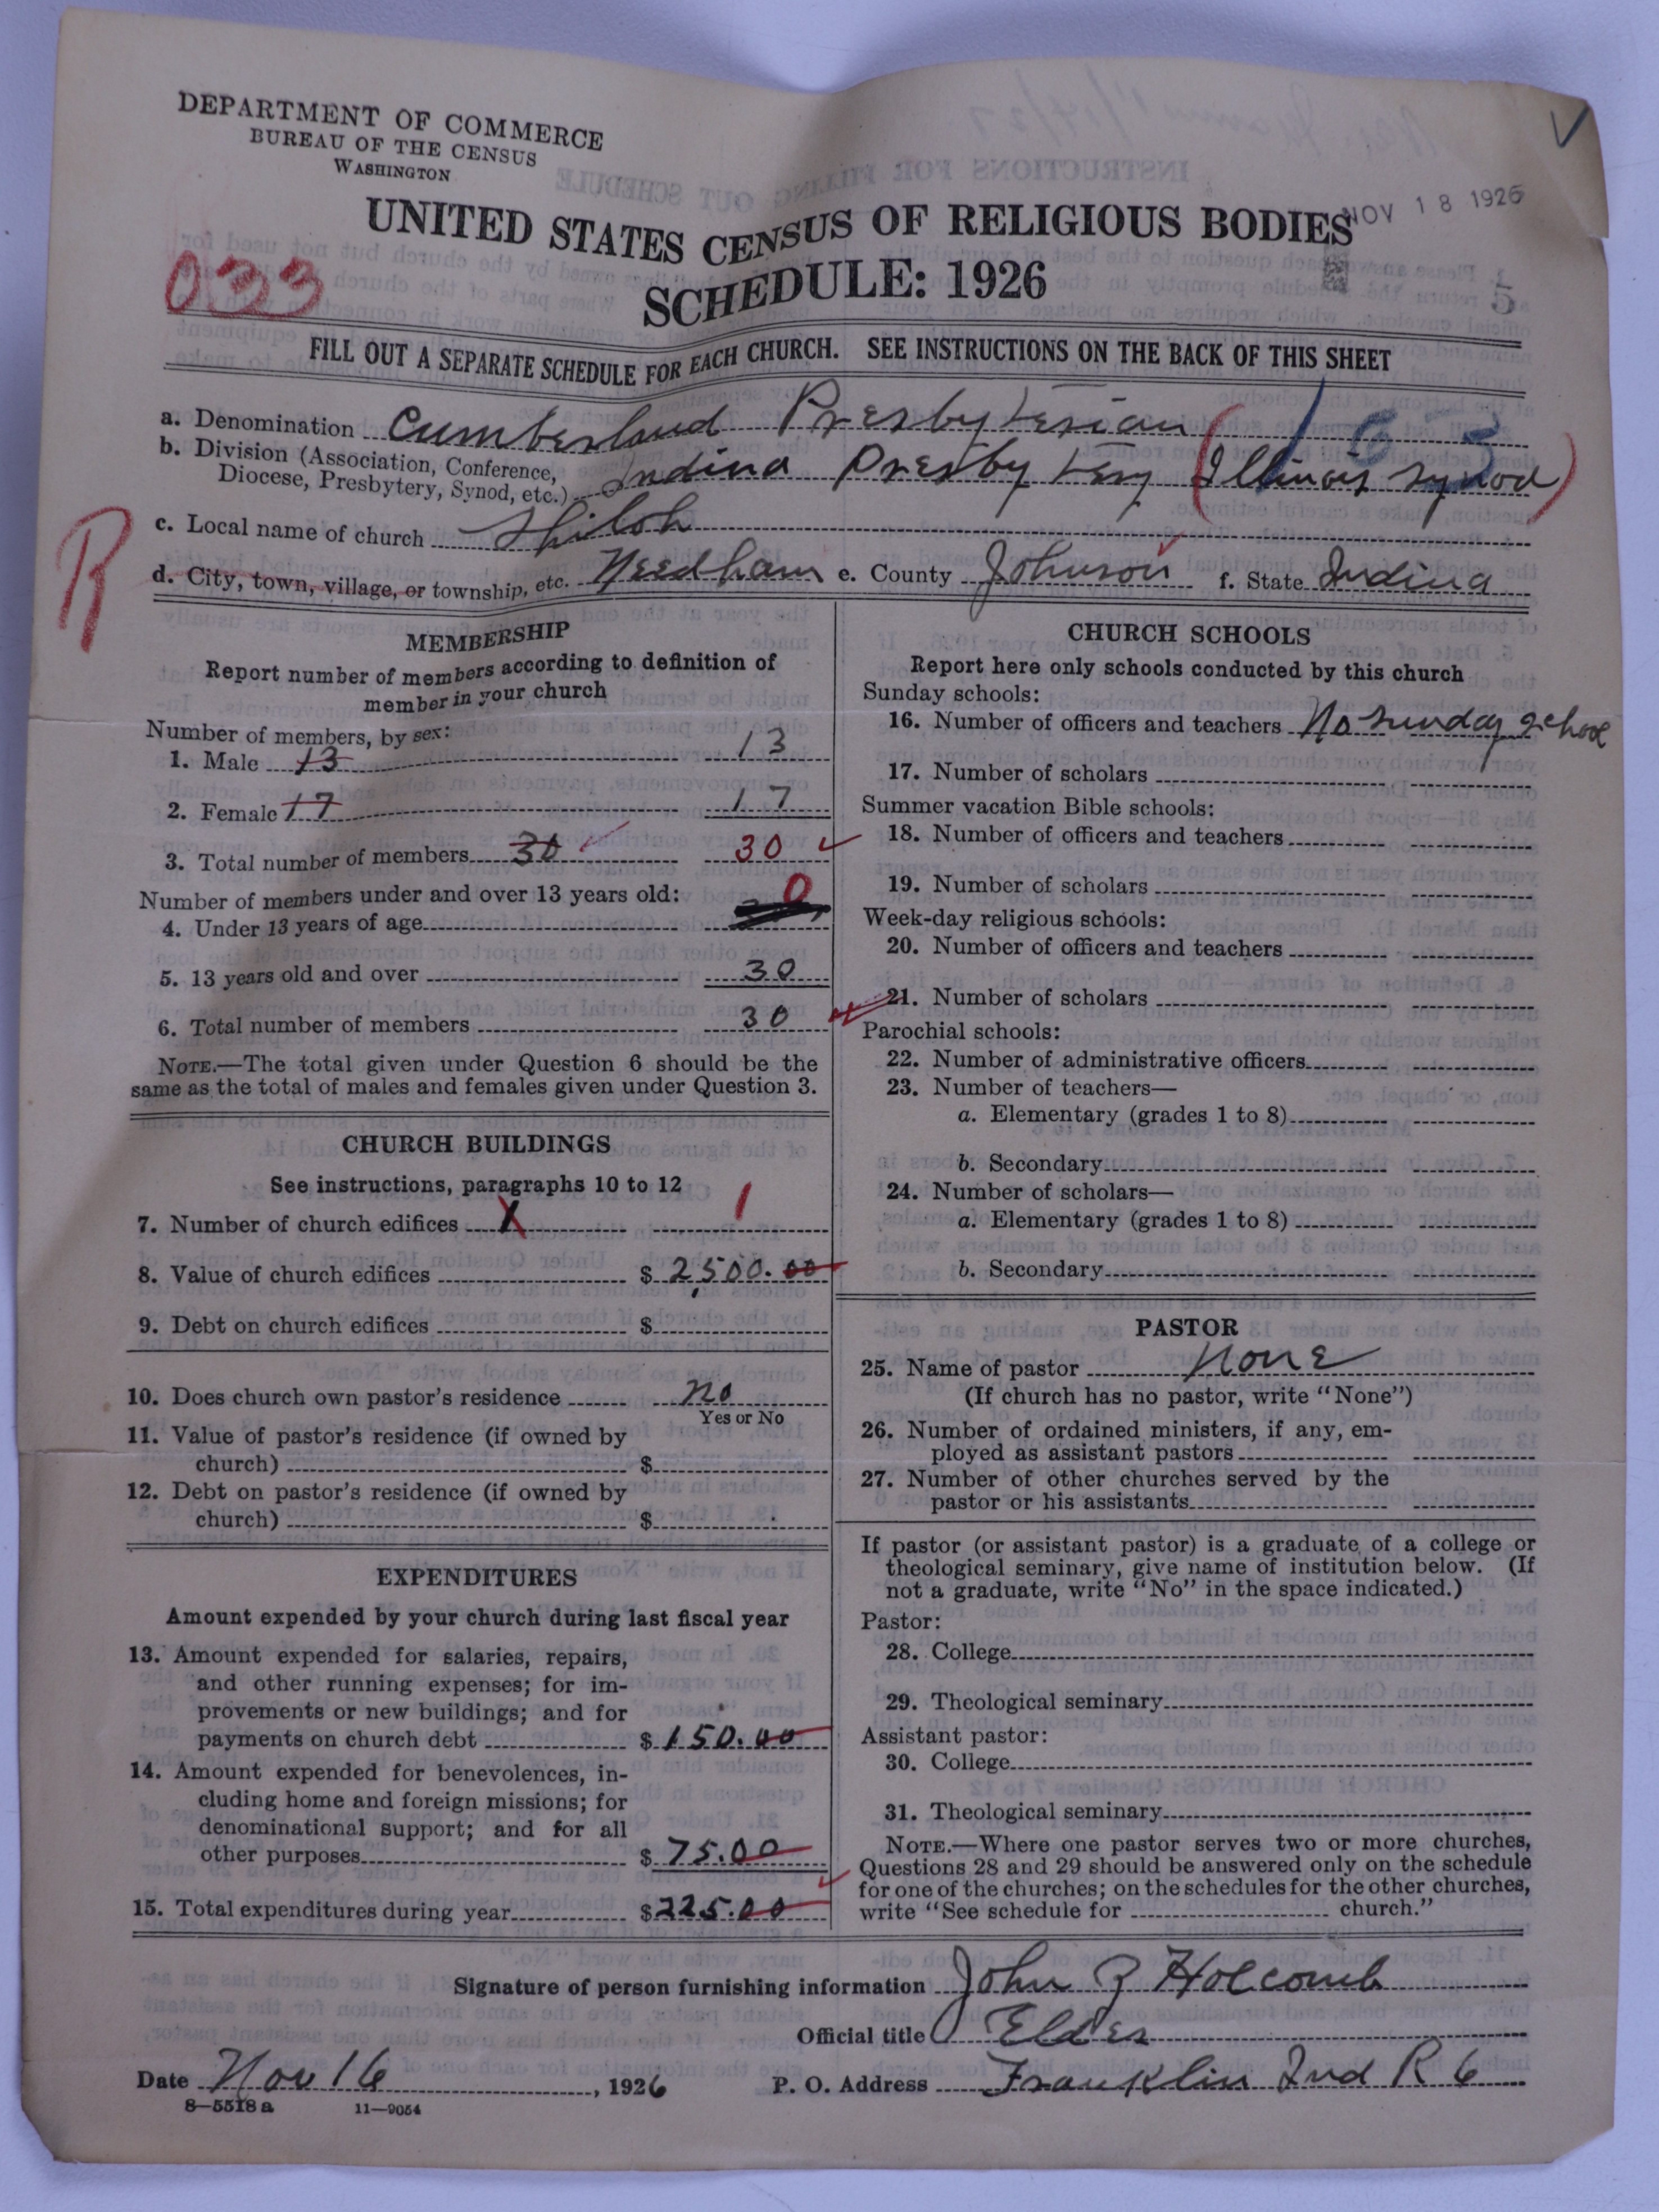 DEPARTMENT OF COMMERCE
BUREAU OF THE CENSUS
WASHINGTON
UNITED STATES CENSUS OF RELIGIOUS BODIES
NOV 18 1926
SCHEDULE: 1926
033
5
FILL OUT A SEPARATE SCHEDULE FOR EACH CHURCH. SEE INSTRUCTIONS ON THE BACK OF THIS SHEET
a. Denomination Cumberland Presbyterian
b. Division (Association, Conference, Diocese, Presbytery, Synod, etc.) Indina Presbytery (Illinois Synod)
R
c. Local name of church Shiloh
d. City, town, village, or township, etc. Needham e. County Johnson f. State Indina
MEMBERSHIP
Report number of members according to definition of
member in your church
Number of members, by sex:
1. Male 13 13
2. Female 17 17
3. Total number of members 30 30
Number of members under and over 13 years old:
4. Under 13 years of age 0
5. 13 years old and over 30
6. Total number of members 30
NOTE.—The total given under Question 6 should be the
same as the total of males and females given under Question 3.
CHURCH BUILDINGS
See instructions, paragraphs 10 to 12
7. Number of church edifices 1 1
8. Value of church edifices $ 2,500.00
9. Debt on church edifices $
10. Does church own pastor's residence No
Yes or No
11. Value of pastor's residence (if owned by
church) $
12. Debt on pastor's residence (if owned by
church) $
EXPENDITURES
Amount expended by your church during last fiscal year
13. Amount expended for salaries, repairs,
and other running expenses; for im-
provements or new buildings; and for
payments on church debt $ 150.00
14. Amount expended for benevolences, in-
cluding home and foreign missions; for
denominational support; and for all
other purposes $ 75.00
15. Total expenditures during year $ 225.00
CHURCH SCHOOLS
Report here only schools conducted by this church
Sunday schools:
16. Number of officers and teachers No Sunday School
17. Number of scholars
Summer vacation Bible schools:
18. Number of officers and teachers
19. Number of scholars
Week-day religious schools:
20. Number of officers and teachers
21. Number of scholars
Parochial schools:
22. Number of administrative officers
23. Number of teachers—
a. Elementary (grades 1 to 8)
b. Secondary
24. Number of scholars—
a. Elementary (grades 1 to 8)
b. Secondary
PASTOR
25. Name of pastor None
(If church has no pastor, write "None")
26. Number of ordained ministers, if any, em-
ployed as assistant pastors
27. Number of other churches served by the
pastor or his assistants
If pastor (or assistant pastor) is a graduate of a college or
theological seminary, give name of institution below. (If
not a graduate, write "No" in the space indicated.)
Pastor:
28. College
29. Theological seminary
Assistant pastor:
30. College
31. Theological seminary
NOTE.—Where one pastor serves two or more churches,
Questions 28 and 29 should be answered only on the schedule
for one of the churches; on the schedules for the other churches,
write "See schedule for church."
Signature of person furnishing information John Z Holcomb
Official title Elder
Date Nov 16, 1926 P. O. Address Franklin Ind R 6
8—5518a 11—9054